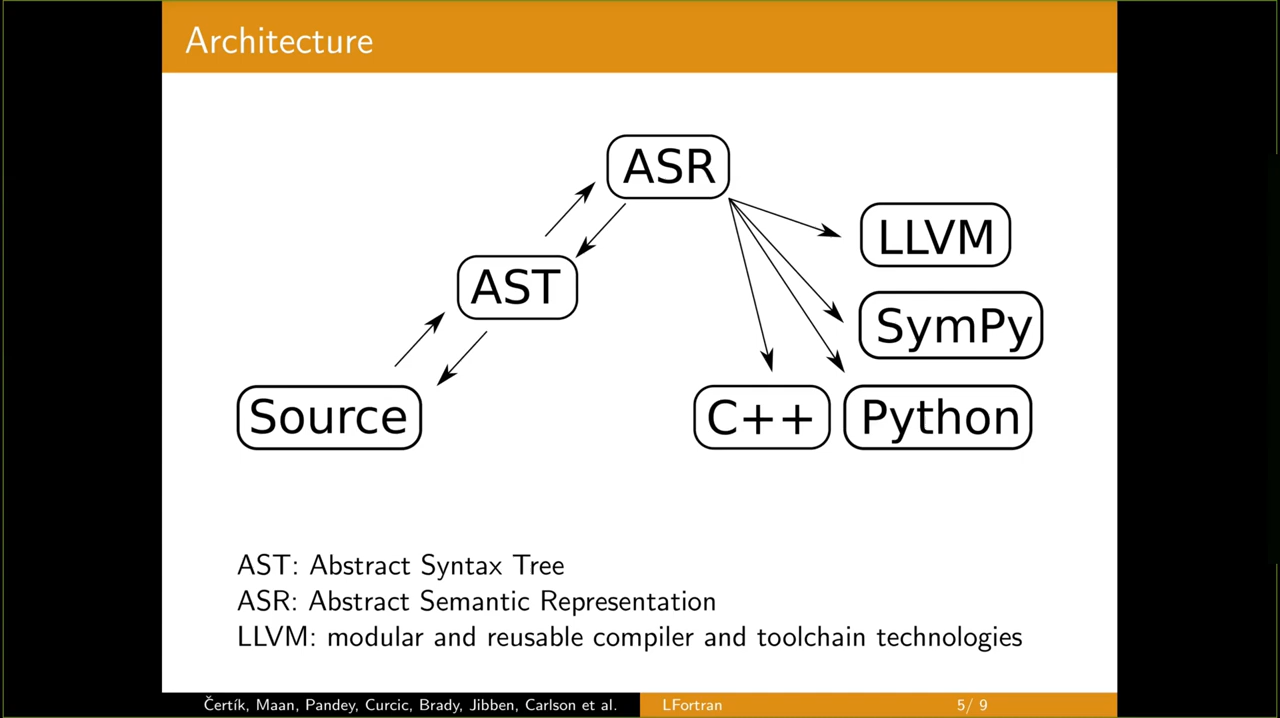 Architecture
ASR
LLVM
AST
SymPy
Source
C++
Python
AST: Abstract Syntax Tree
ASR: Abstract Semantic Representation
LLVM: modular and reusable compiler and toolchain technologies
Čertík, Maan, Pandey, Curcic, Brady, Jibben, Carlson et al.
LFortran
5/ 9